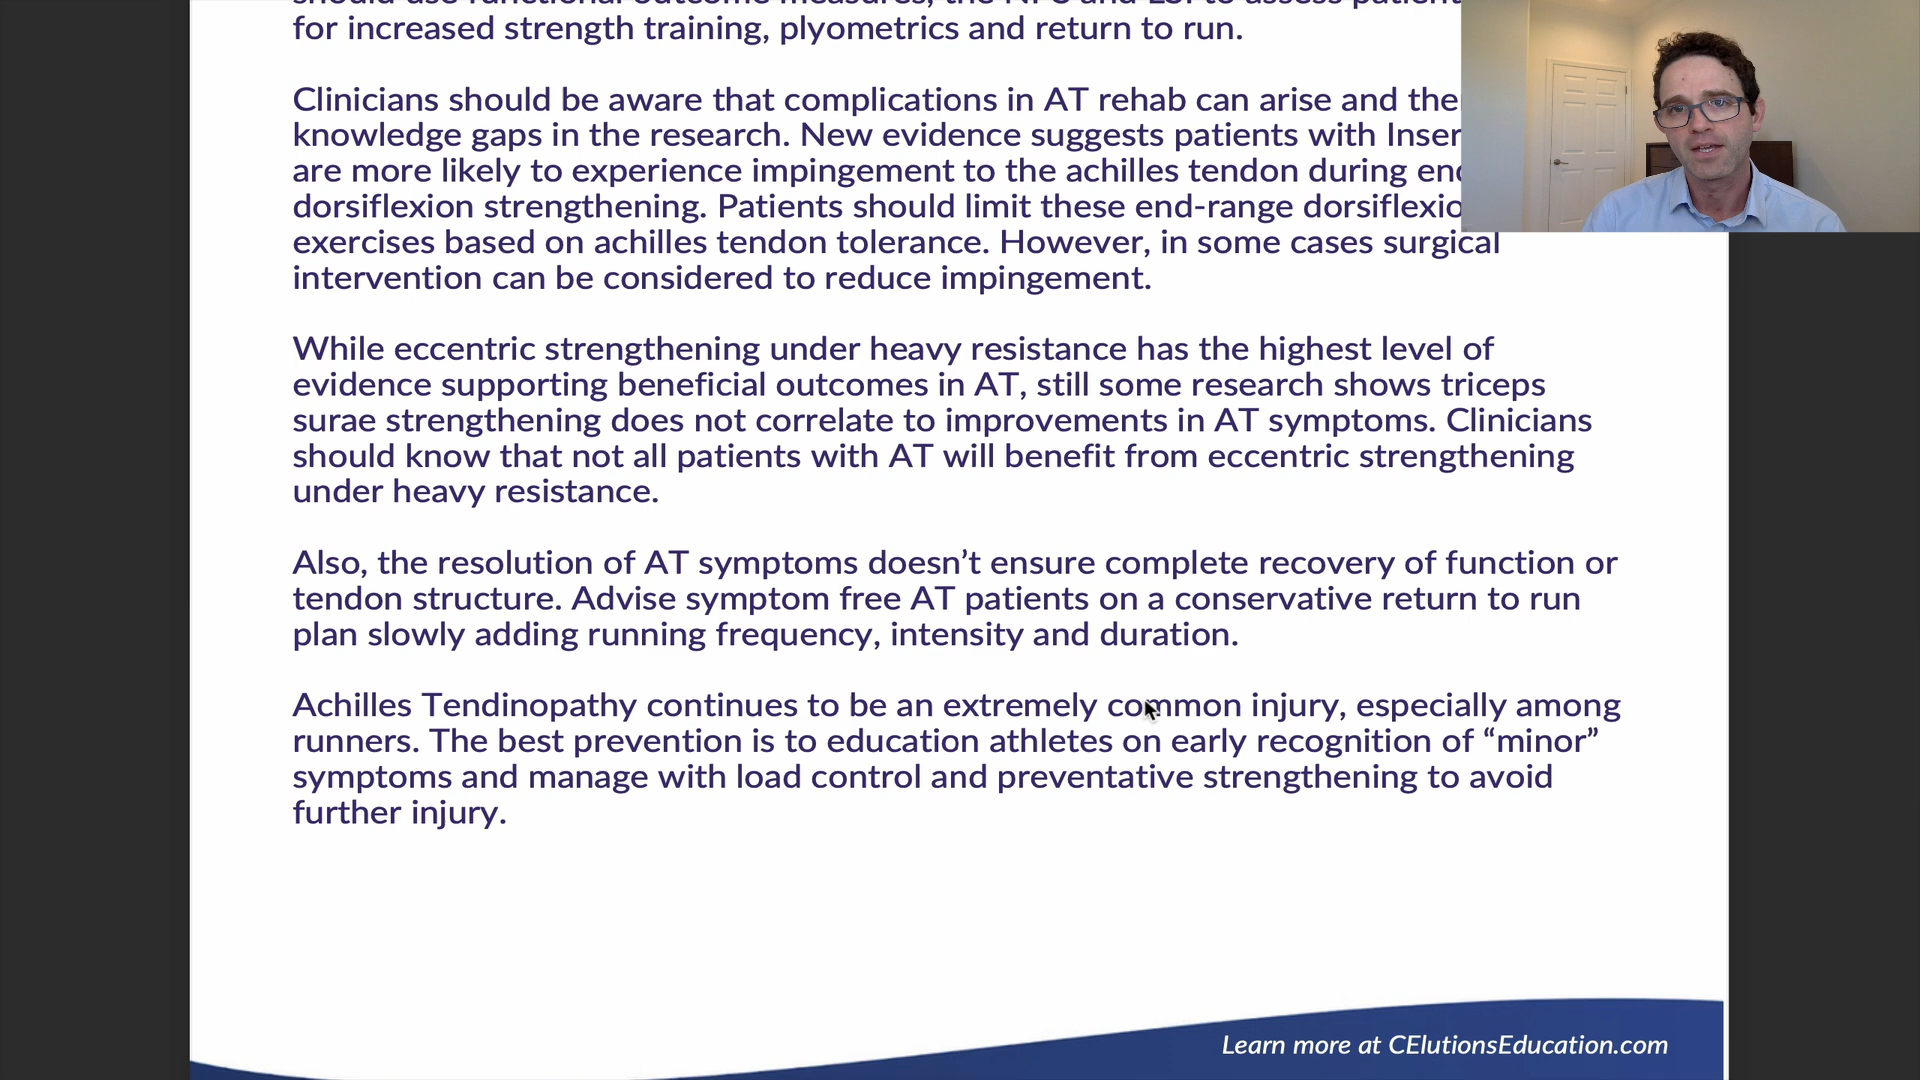 for increased strength training, plyometrics and return to run.
Clinicians should be aware that complications in AT rehab can arise and
knowledge gaps in the research. New evidence suggests patients with
are more likely to experience impingement to the achilles tendon during
dorsiflexion strengthening. Patients should limit these end-range
exercises based on achilles tendon tolerance. However, in some cases surgical
intervention can be considered to reduce impingement.
While eccentric strengthening under heavy resistance has the highest level of
evidence supporting beneficial outcomes in AT, still some research shows triceps
surae strengthening does not correlate to improvements in AT symptoms. Clinicians
should know that not all patients with AT will benefit from eccentric strengthening
under heavy resistance.
Also, the resolution of AT symptoms doesn’t ensure complete recovery of function or
tendon structure. Advise symptom free AT patients on a conservative return to run
plan slowly adding running frequency, intensity and duration.
Achilles Tendinopathy continues to be an extremely common injury, especially among
runners. The best prevention is to education athletes on early recognition of “minor”
symptoms and manage with load control and preventative strengthening to avoid
further injury.
Learn more at CElutionsEducation.com